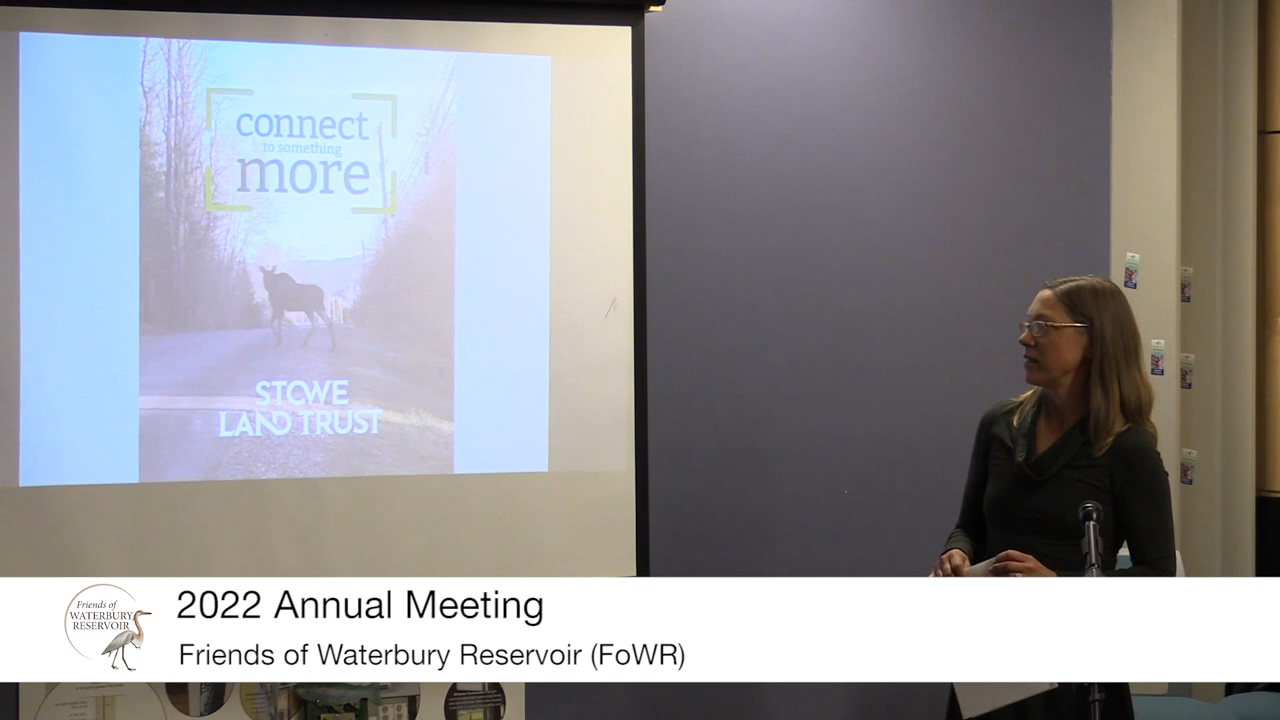 connect
to something
more
STOWE
LAND TRUST
Friends of
WATERBURY
RESERVOIR
2022 Annual Meeting
Friends of Waterbury Reservoir (FoWR)